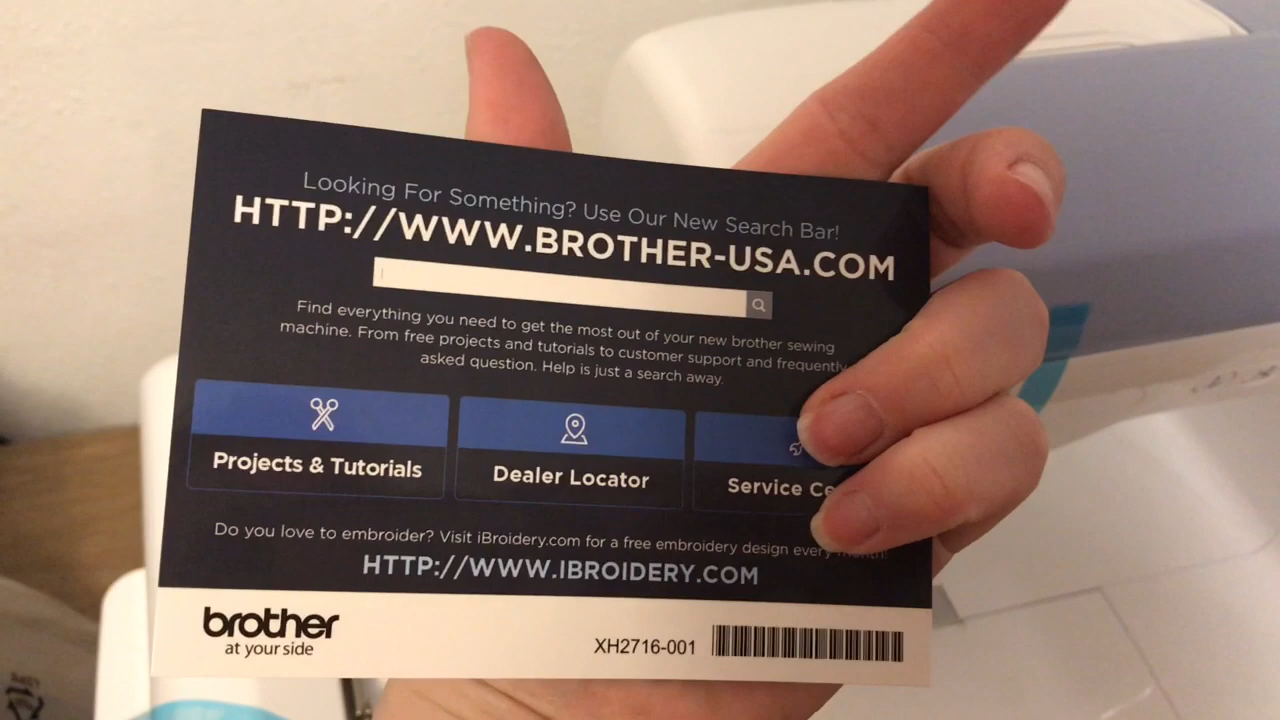 Looking For Something? Use Our New Search Bar!
HTTP://WWW.BROTHER-USA.COM
Find everything you need to get the most out of your new brother sewing
machine. From free projects and tutorials to customer support and frequently
asked question. Help is just a search away.
Projects & Tutorials
Dealer Locator
Service
Do you love to embroider? Visit iBroidery.com for a free embroidery design every month!
HTTP://WWW.IBROIDERY.COM
brother
at your side
XH2716-001